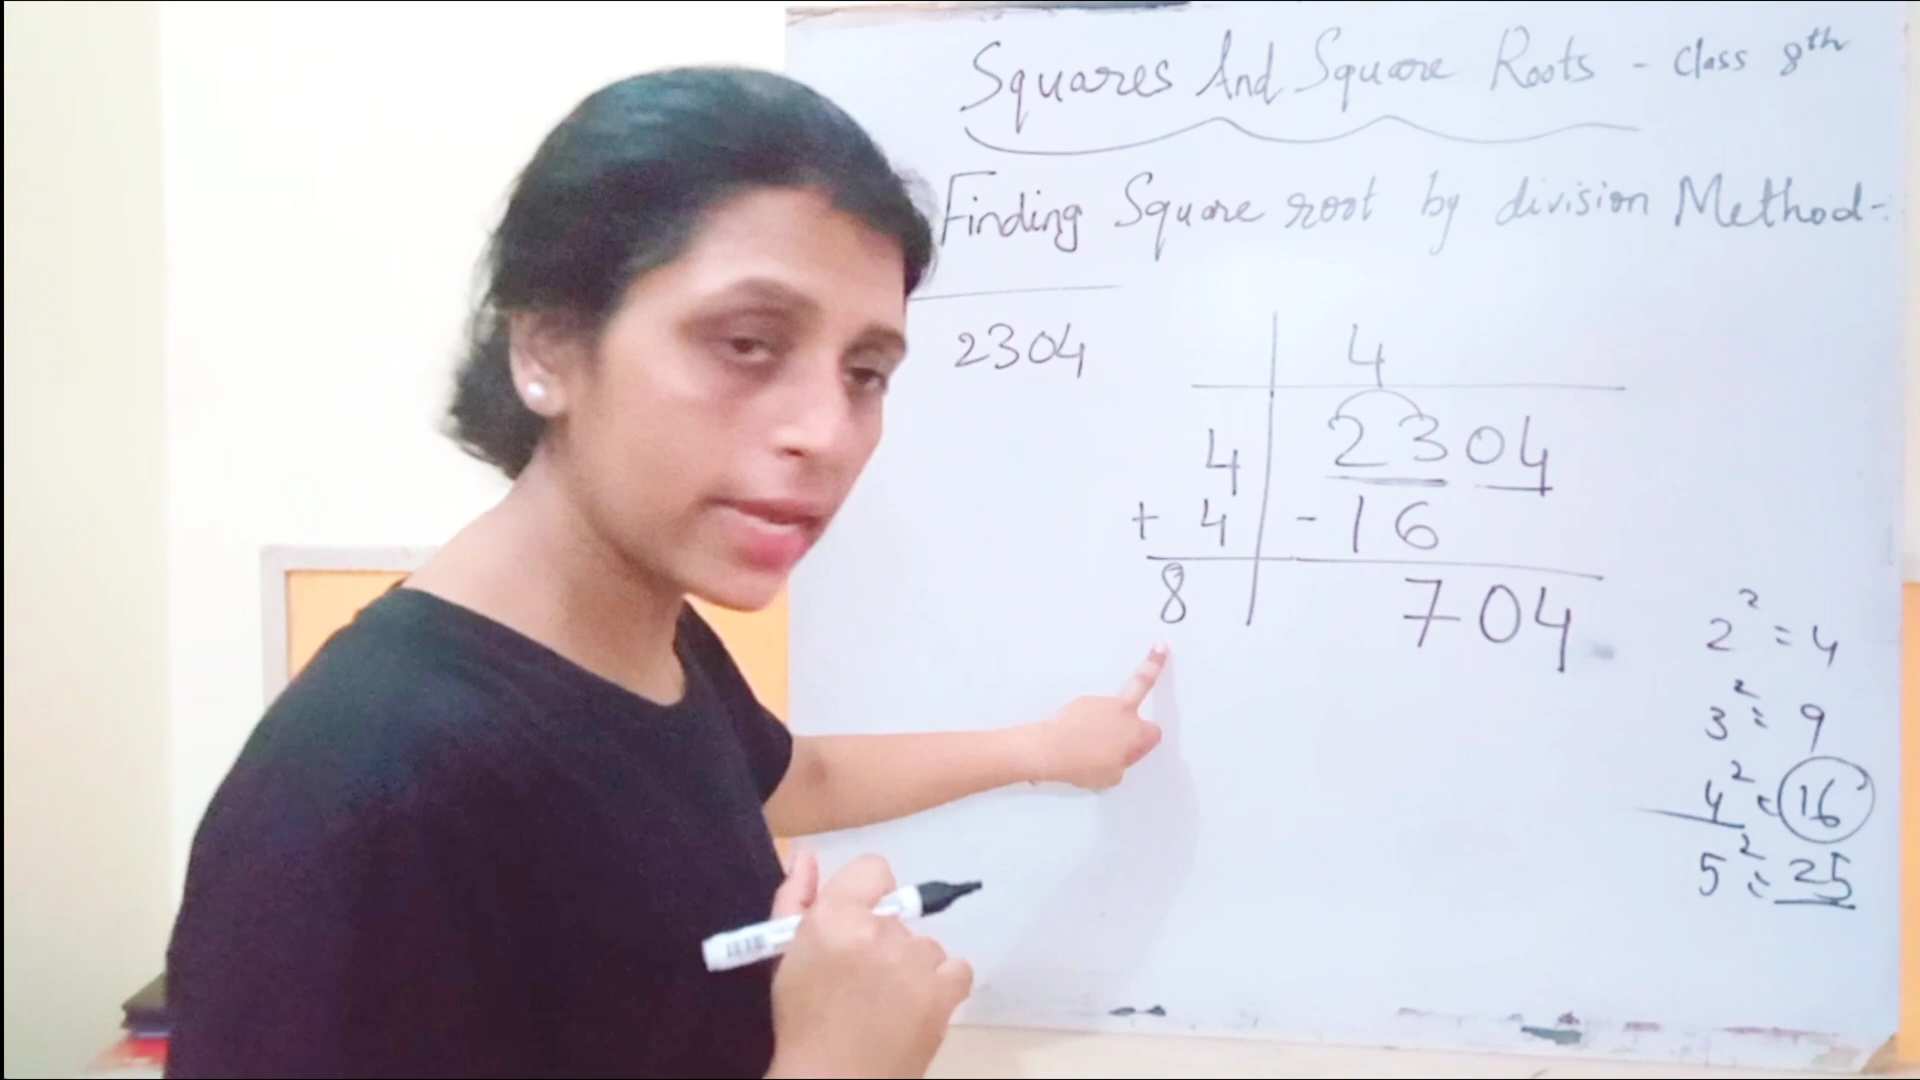 Squares And Square Roots - Class 8th
Finding Square root by division Method-:
2304
4
4 2304
+ 4 - 16
8 704
2² = 4
3² = 9
4² = 16
5² = 25